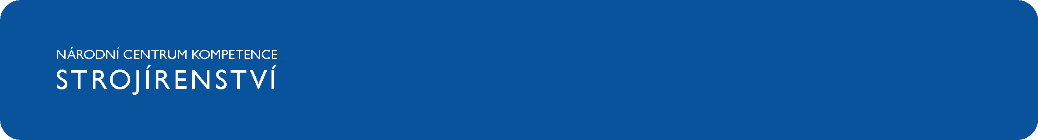 NÁRODNÍ CENTRUM KOMPETENCE
STROJÍRENSTVÍ